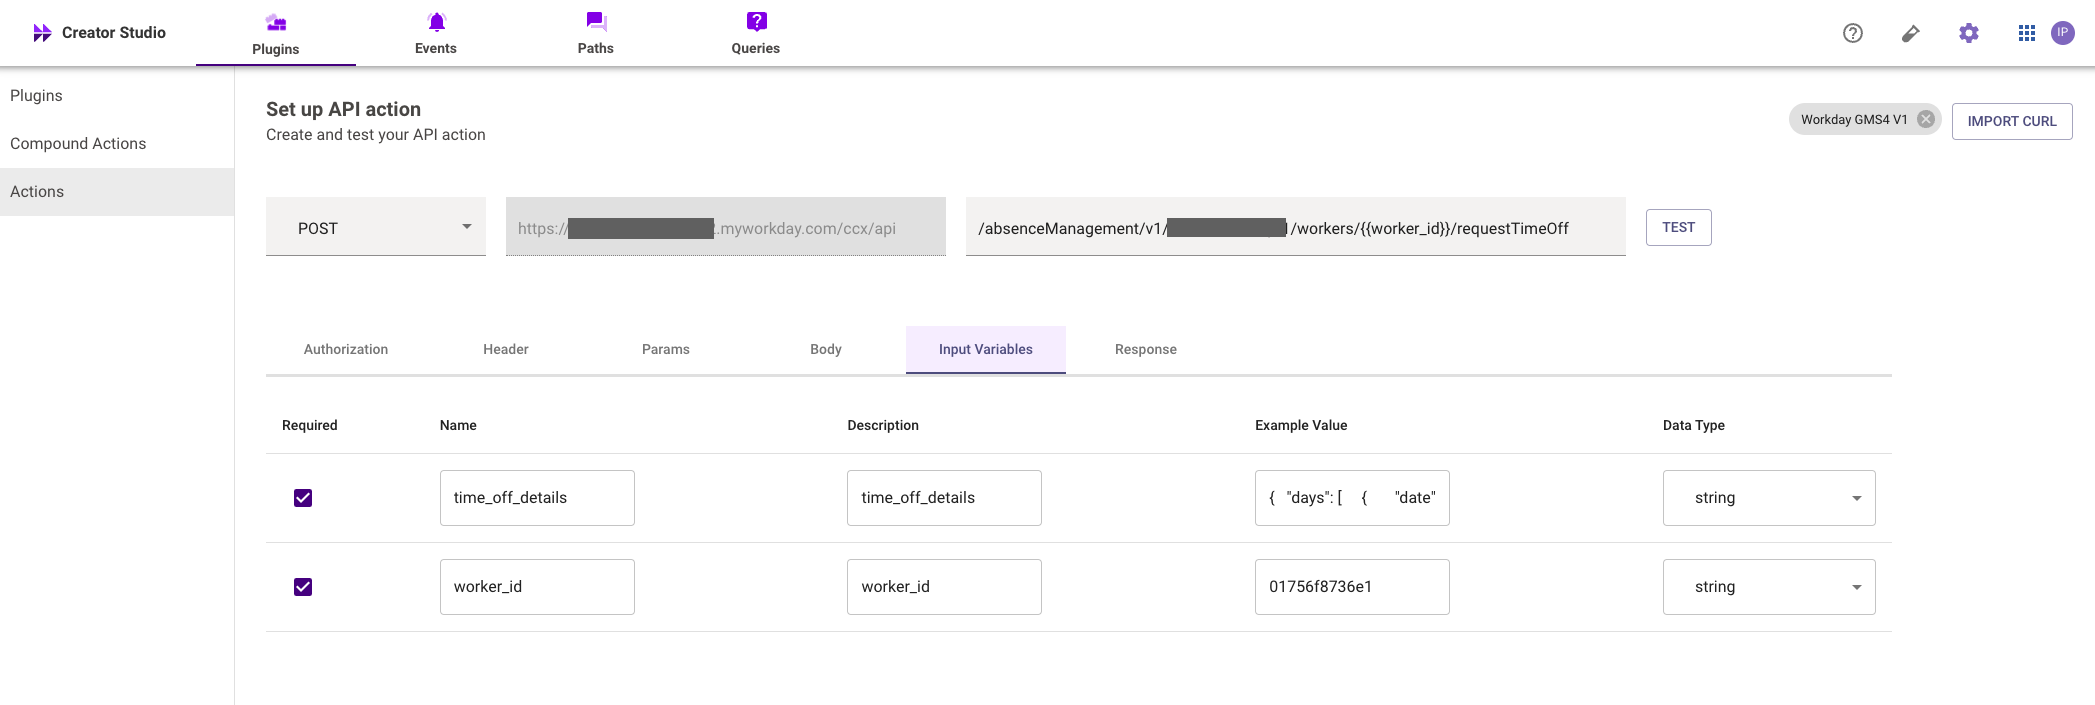 Creator Studio
Plugins
Events
Paths
Queries
IP
Plugins
Compound Actions
Actions
Set up API action
Create and test your API action
Workday GMS4 V1
IMPORT CURL
POST
https:// .myworkday.com/ccx/api
/absenceManagement/v1/ 1/workers/{{worker_id}}/requestTimeOff
TEST
Authorization
Header
Params
Body
Input Variables
Response
Required
Name
Description
Example Value
Data Type
time_off_details
time_off_details
{ "days": [ { "date"
string
worker_id
worker_id
01756f8736e1
string